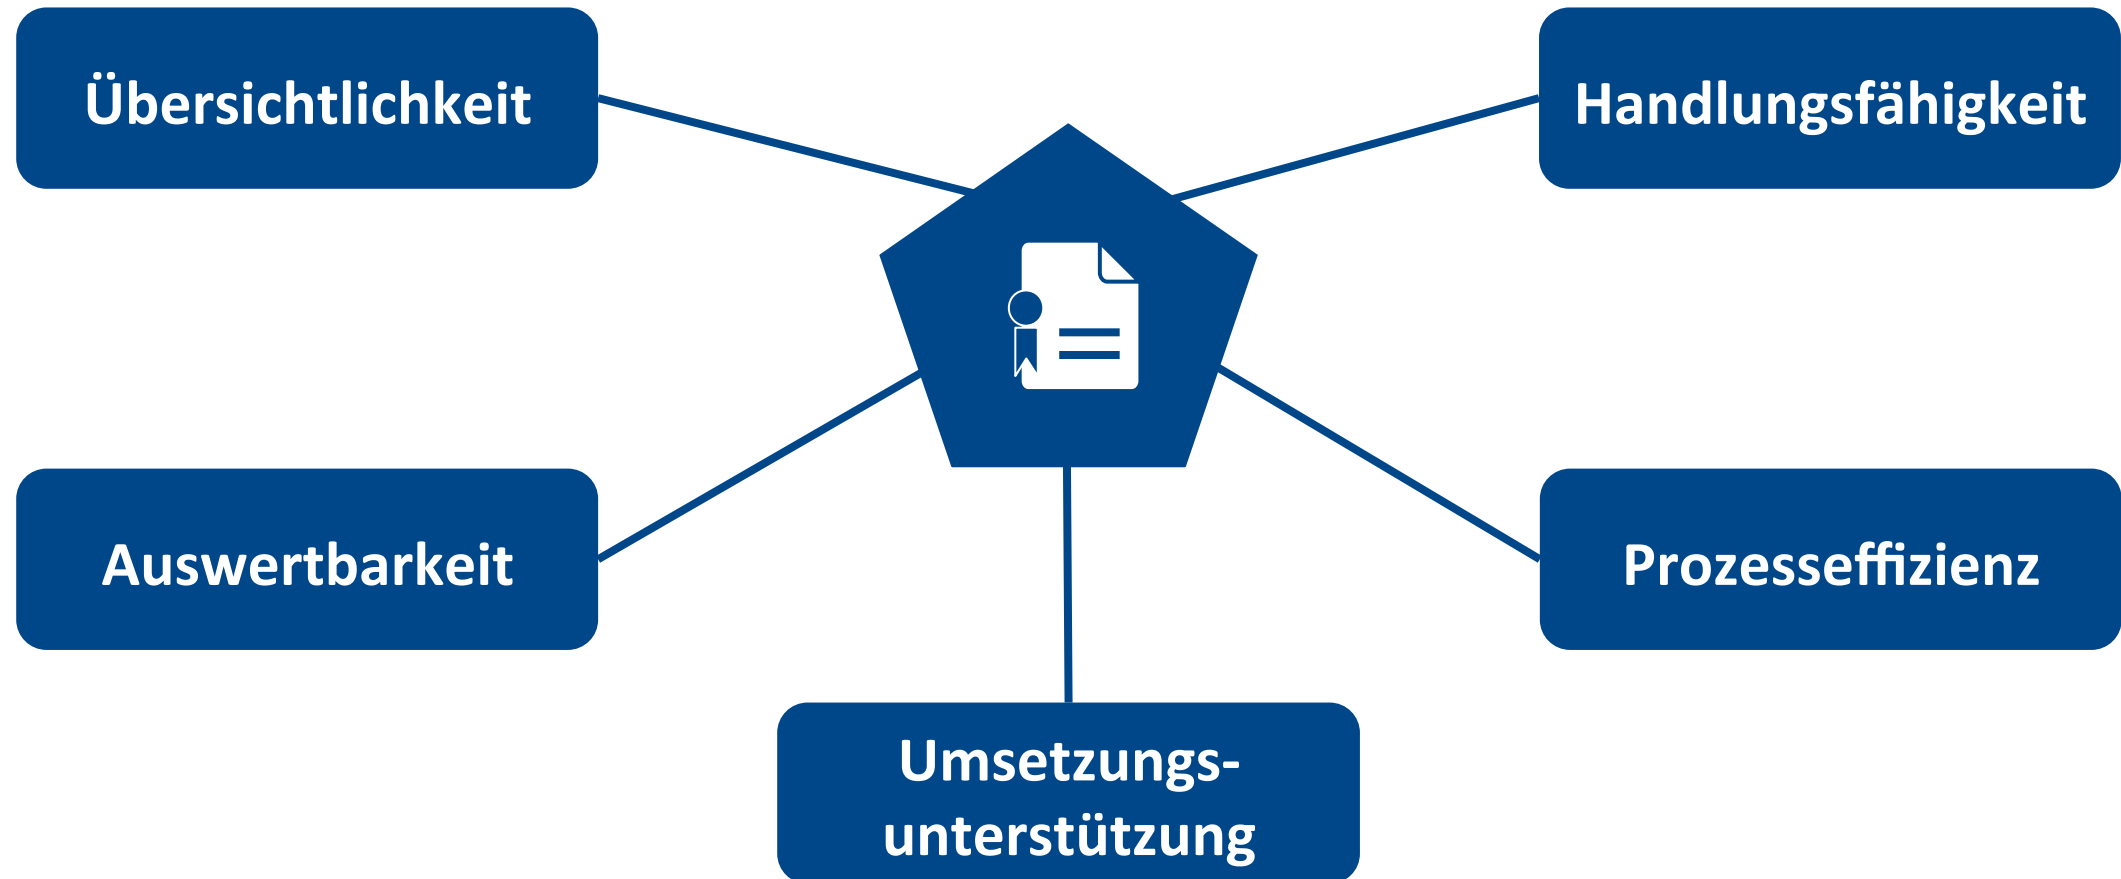 Übersichtlichkeit
Handlungsfähigkeit
Auswertbarkeit
Prozesseffizienz
Umsetzungs-
unterstützung